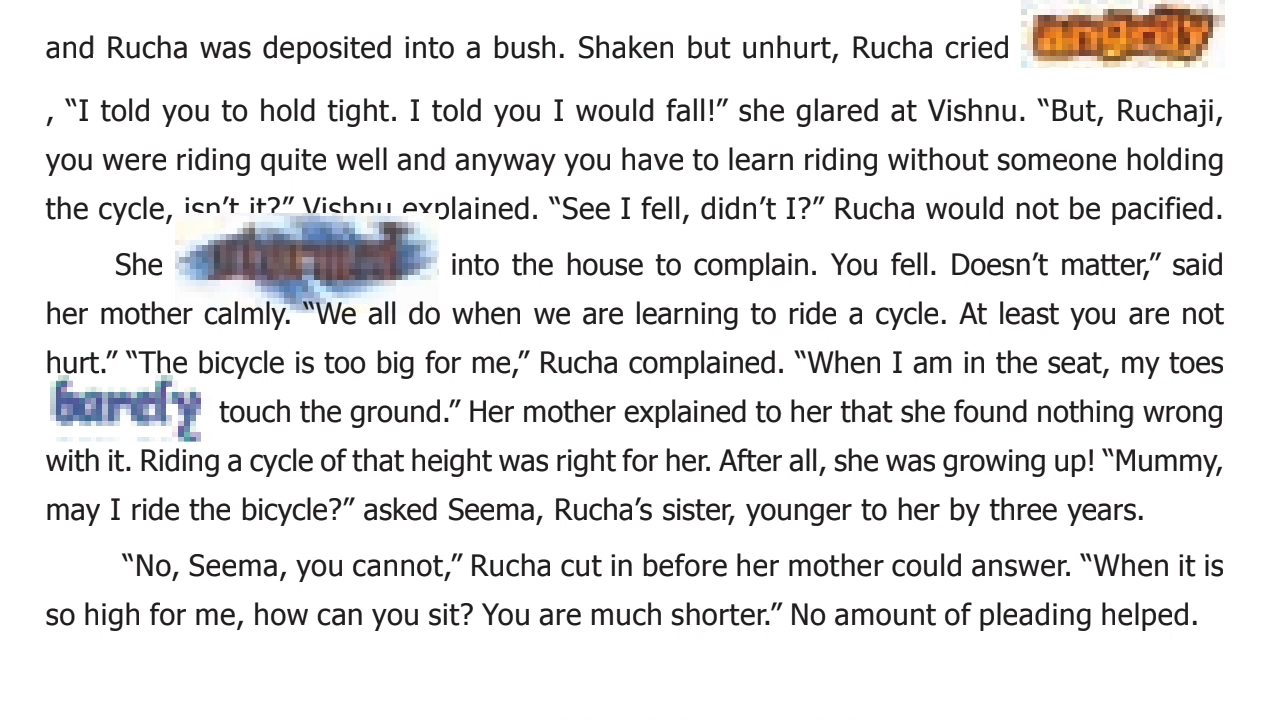 and Rucha was deposited into a bush. Shaken but unhurt, Rucha cried angrily
, “I told you to hold tight. I told you I would fall!” she glared at Vishnu. “But, Ruchaji,
you were riding quite well and anyway you have to learn riding without someone holding
the cycle, isn’t it?” Vishnu explained. “See I fell, didn’t I?” Rucha would not be pacified.
She stormed into the house to complain. You fell. Doesn’t matter,” said
her mother calmly. “We all do when we are learning to ride a cycle. At least you are not
hurt.” “The bicycle is too big for me,” Rucha complained. “When I am in the seat, my toes
barely touch the ground.” Her mother explained to her that she found nothing wrong
with it. Riding a cycle of that height was right for her. After all, she was growing up! “Mummy,
may I ride the bicycle?” asked Seema, Rucha’s sister, younger to her by three years.
“No, Seema, you cannot,” Rucha cut in before her mother could answer. “When it is
so high for me, how can you sit? You are much shorter.” No amount of pleading helped.